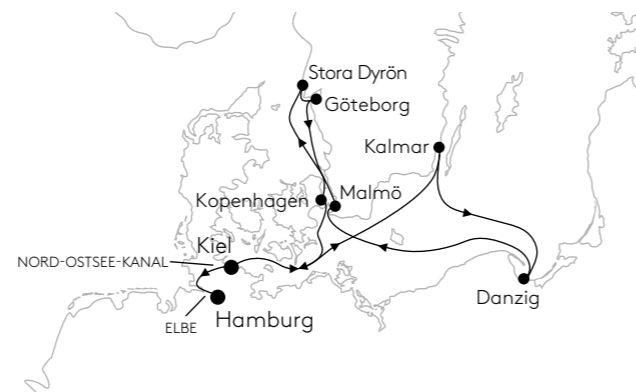 Stora Dyrön
Göteborg
Kalmar
Kopenhagen
Malmö
Kiel
NORD-OSTSEE-KANAL
Danzig
Hamburg
ELBE